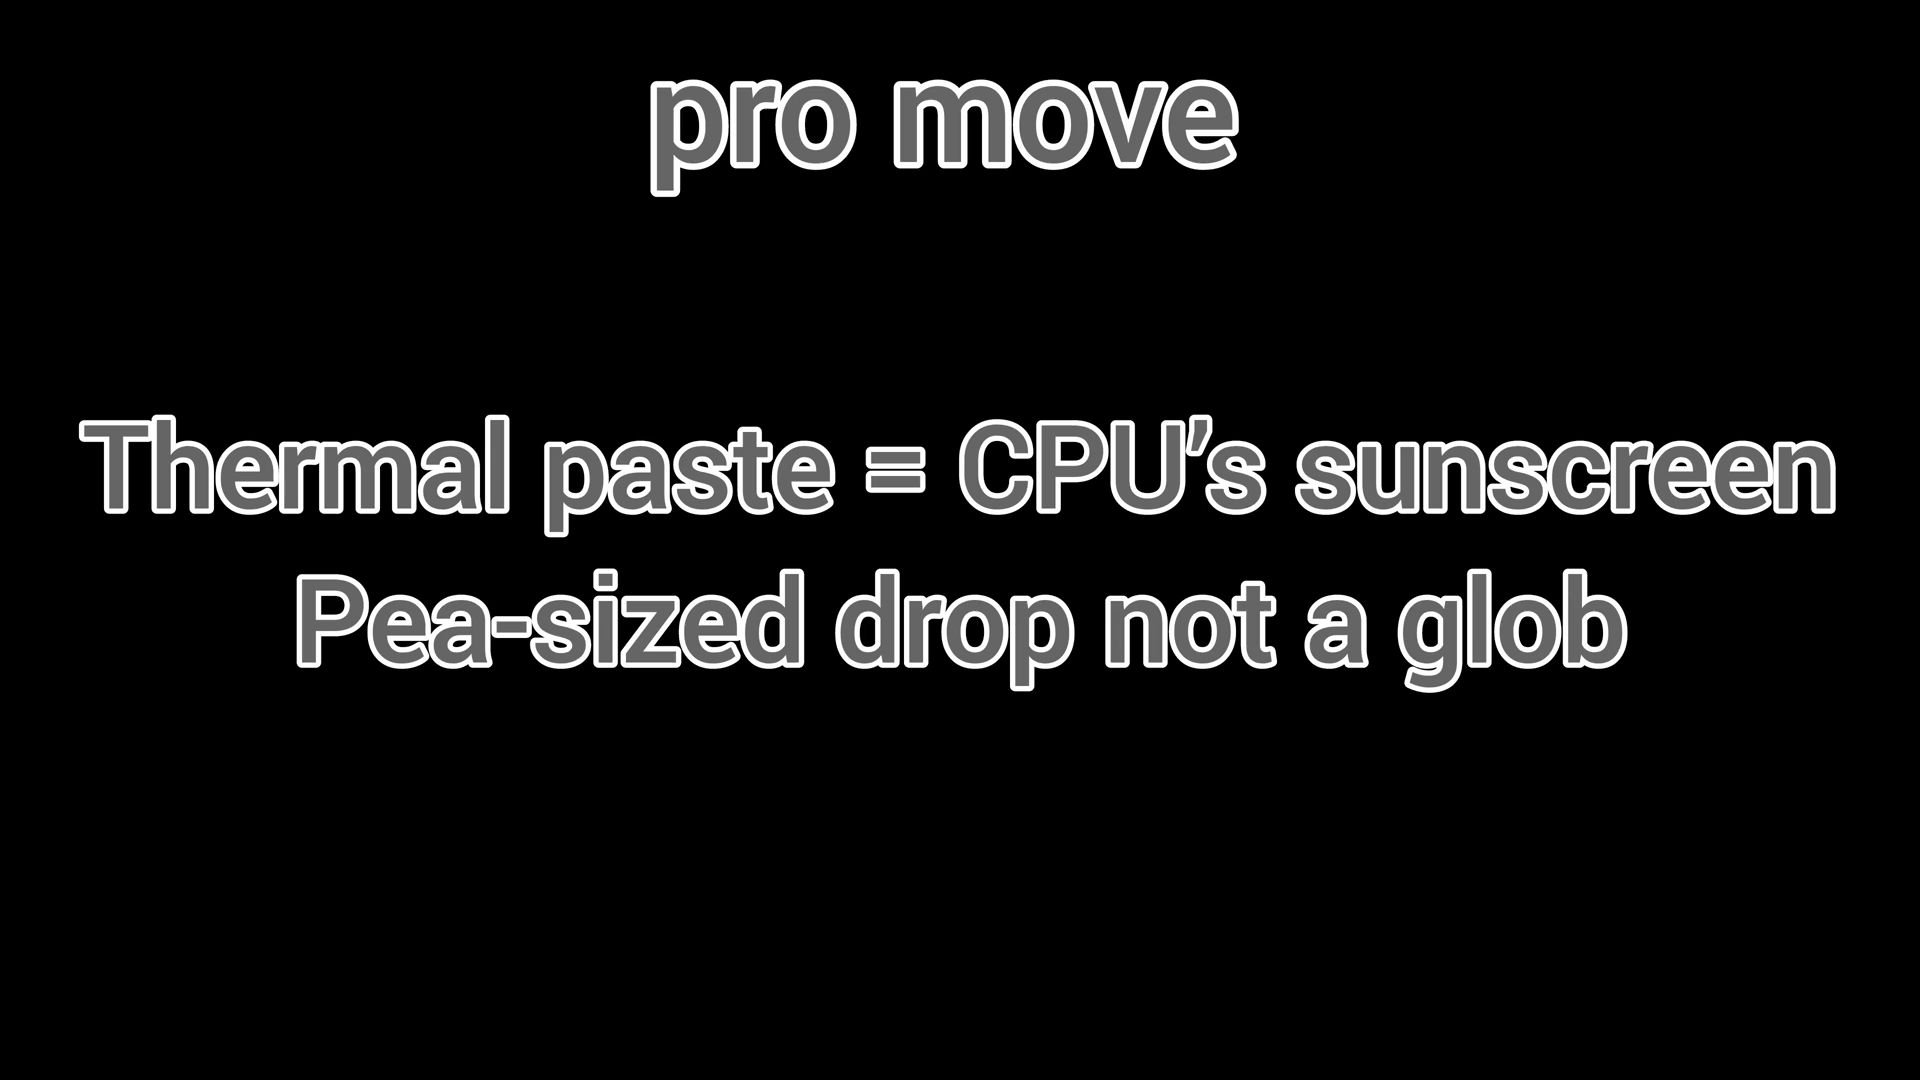 pro move
Thermal paste = CPU’s sunscreen
Pea-sized drop not a glob